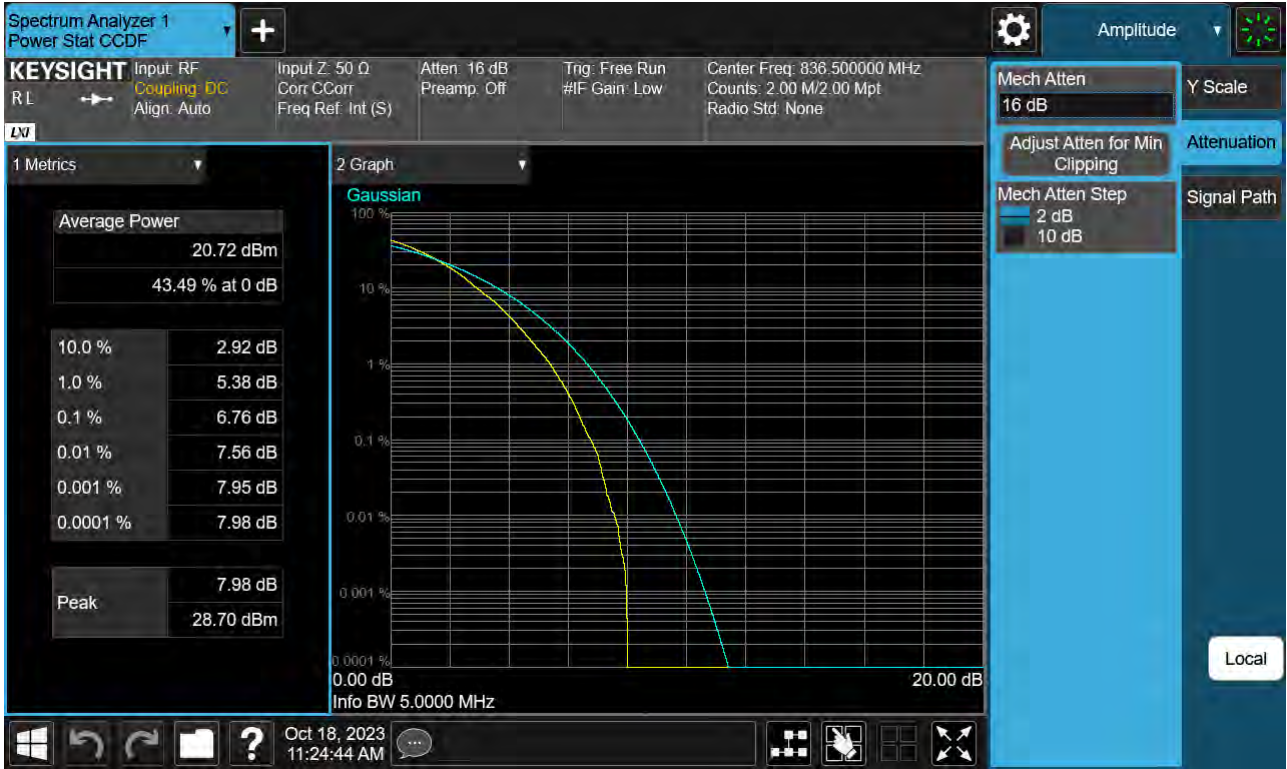 Spectrum Analyzer 1
Power Stat CCDF
+
Amplitude
KEYSIGHT
RL
LXI
Input: RF
Coupling: DC
Align: Auto
Input Z: 50 Ω
Corr CCorr
Freq Ref: Int (S)
Atten: 16 dB
Preamp: Off
Trig: Free Run
#IF Gain: Low
Center Freq: 836.500000 MHz
Counts: 2.00 M/2.00 Mpt
Radio Std: None
Mech Atten
16 dB
Adjust Atten for Min
Clipping
Mech Atten Step
2 dB
10 dB
Y Scale
Attenuation
Signal Path
Local
1 Metrics
Average Power
20.72 dBm
43.49 % at 0 dB
10.0 % 2.92 dB
1.0 % 5.38 dB
0.1 % 6.76 dB
0.01 % 7.56 dB
0.001 % 7.95 dB
0.0001 % 7.98 dB
Peak
7.98 dB
28.70 dBm
2 Graph
Gaussian
100 %
10 %
1 %
0.1 %
0.01 %
0.001 %
0.0001 %
0.00 dB 20.00 dB
Info BW 5.0000 MHz
?
Oct 18, 2023
11:24:44 AM